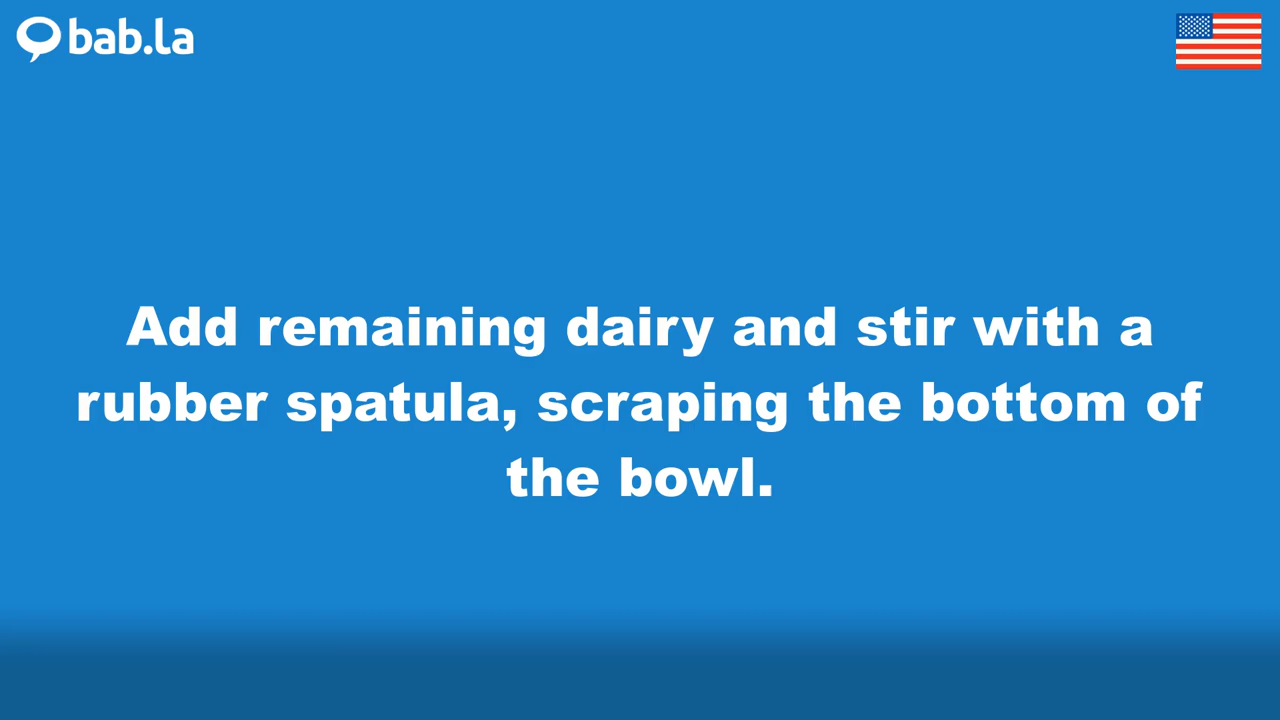 bab.la
Add remaining dairy and stir with a
rubber spatula, scraping the bottom of
the bowl.